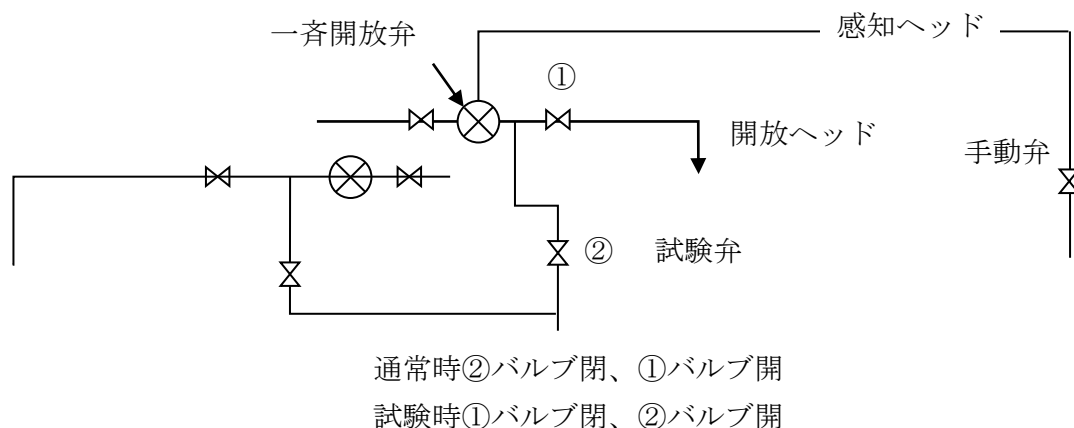 一斉開放弁
感知ヘッド
①
開放ヘッド
手動弁
②
試験弁
通常時②バルブ閉、①バルブ開
試験時①バルブ閉、②バルブ開